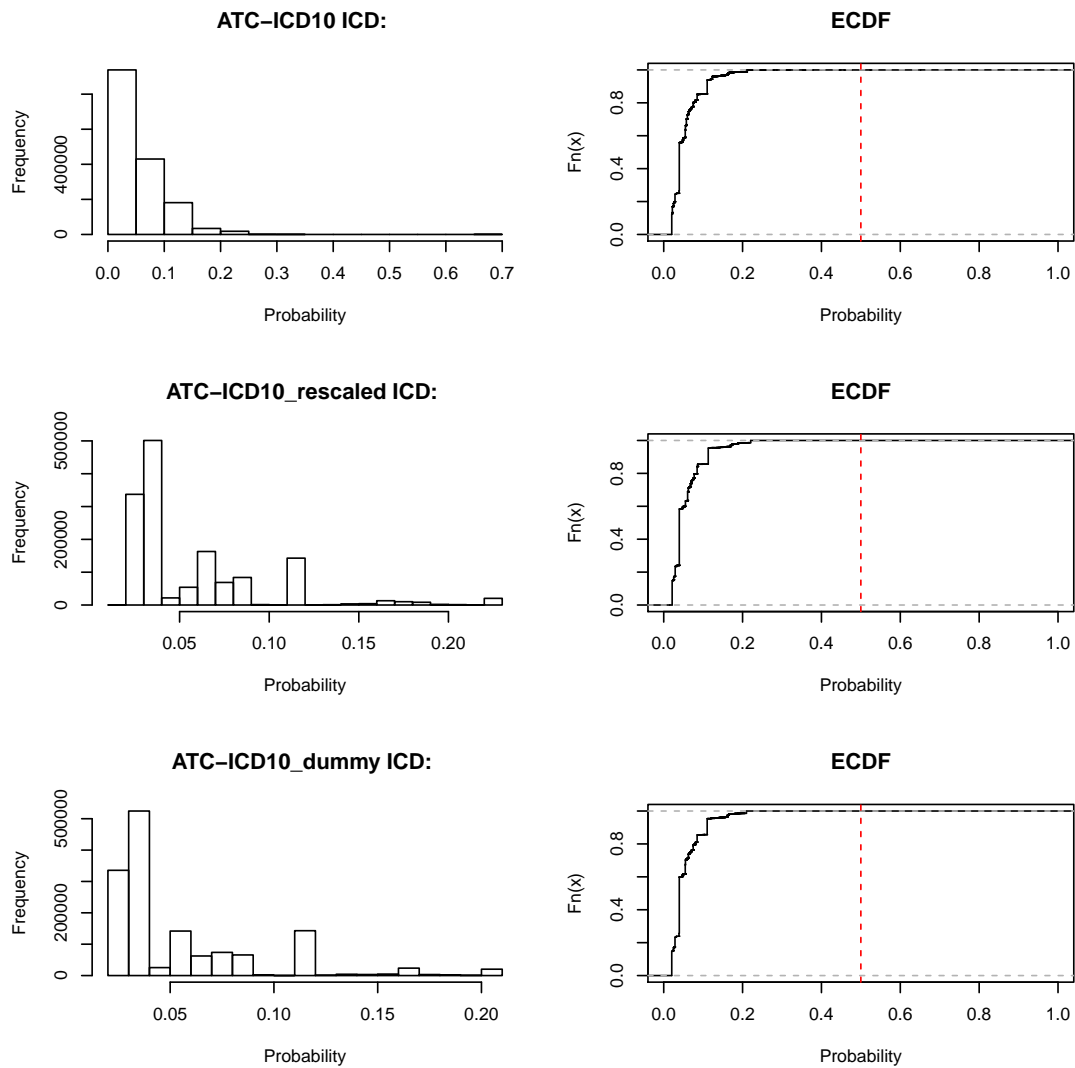 ATC−ICD10 ICD:
Frequency
0
400000
0.0 0.1 0.2 0.3 0.4 0.5 0.6 0.7
Probability
ECDF
Fn(x)
0.0
0.4
0.8
0.0 0.2 0.4 0.6 0.8 1.0
Probability
ATC−ICD10_rescaled ICD:
Frequency
0
200000
500000
0.05 0.10 0.15 0.20
Probability
ECDF
Fn(x)
0.0
0.4
0.8
0.0 0.2 0.4 0.6 0.8 1.0
Probability
ATC−ICD10_dummy ICD:
Frequency
0
200000
500000
0.05 0.10 0.15 0.20
Probability
ECDF
Fn(x)
0.0
0.4
0.8
0.0 0.2 0.4 0.6 0.8 1.0
Probability